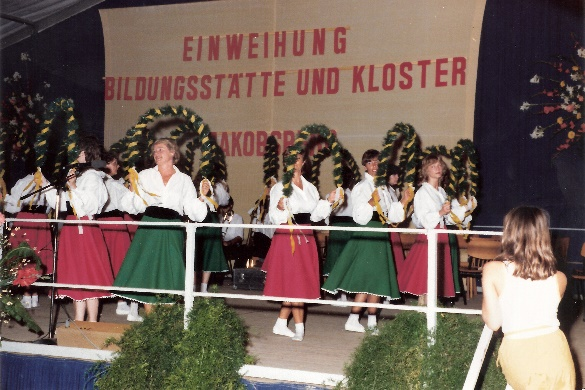 EINWEIHUNG
BILDUNGSSTÄTTE UND KLOSTER